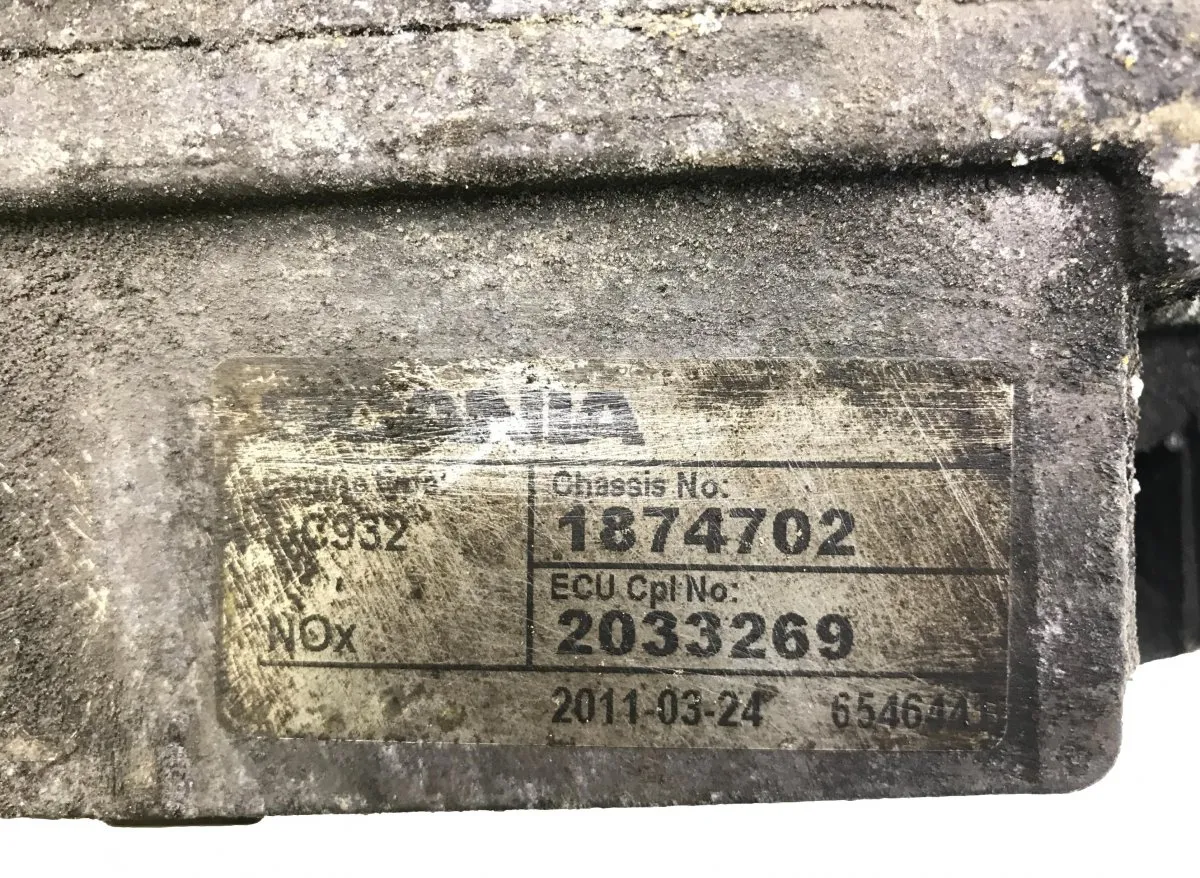 SCANIA
Chassis No:
1874702
ECU Cpl No:
2033269
NOx
2011-03-24